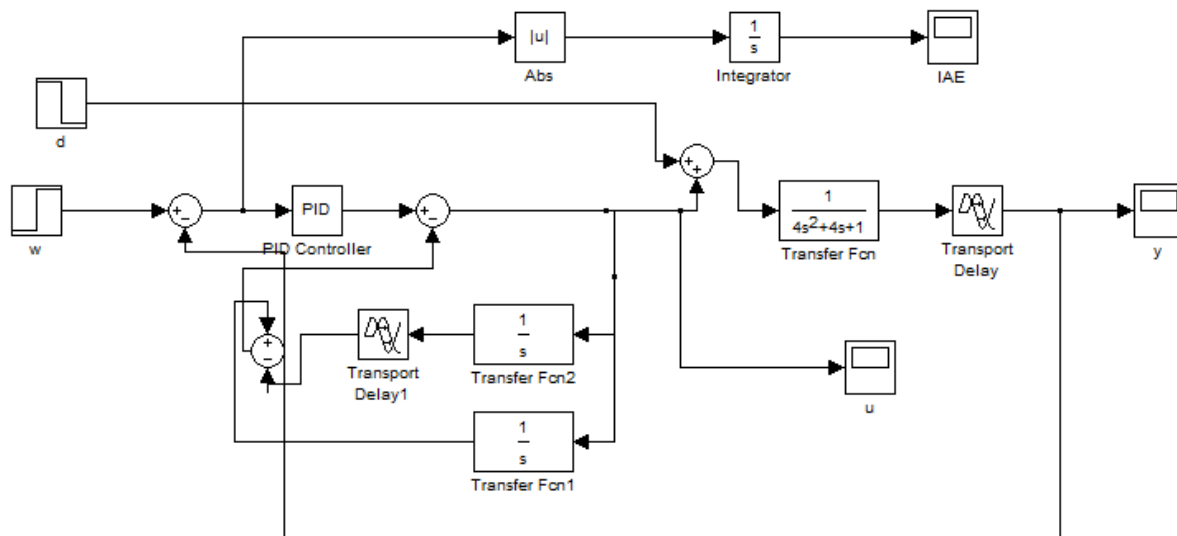 |u|
Abs
1
s
Integrator
IAE
d
+
+
w
+
−
PID
PID Controller
+
−
1
4s²+4s+1
Transfer Fcn
Transport
Delay
y
+
−
Transport
Delay1
1
s
Transfer Fcn2
u
1
s
Transfer Fcn1